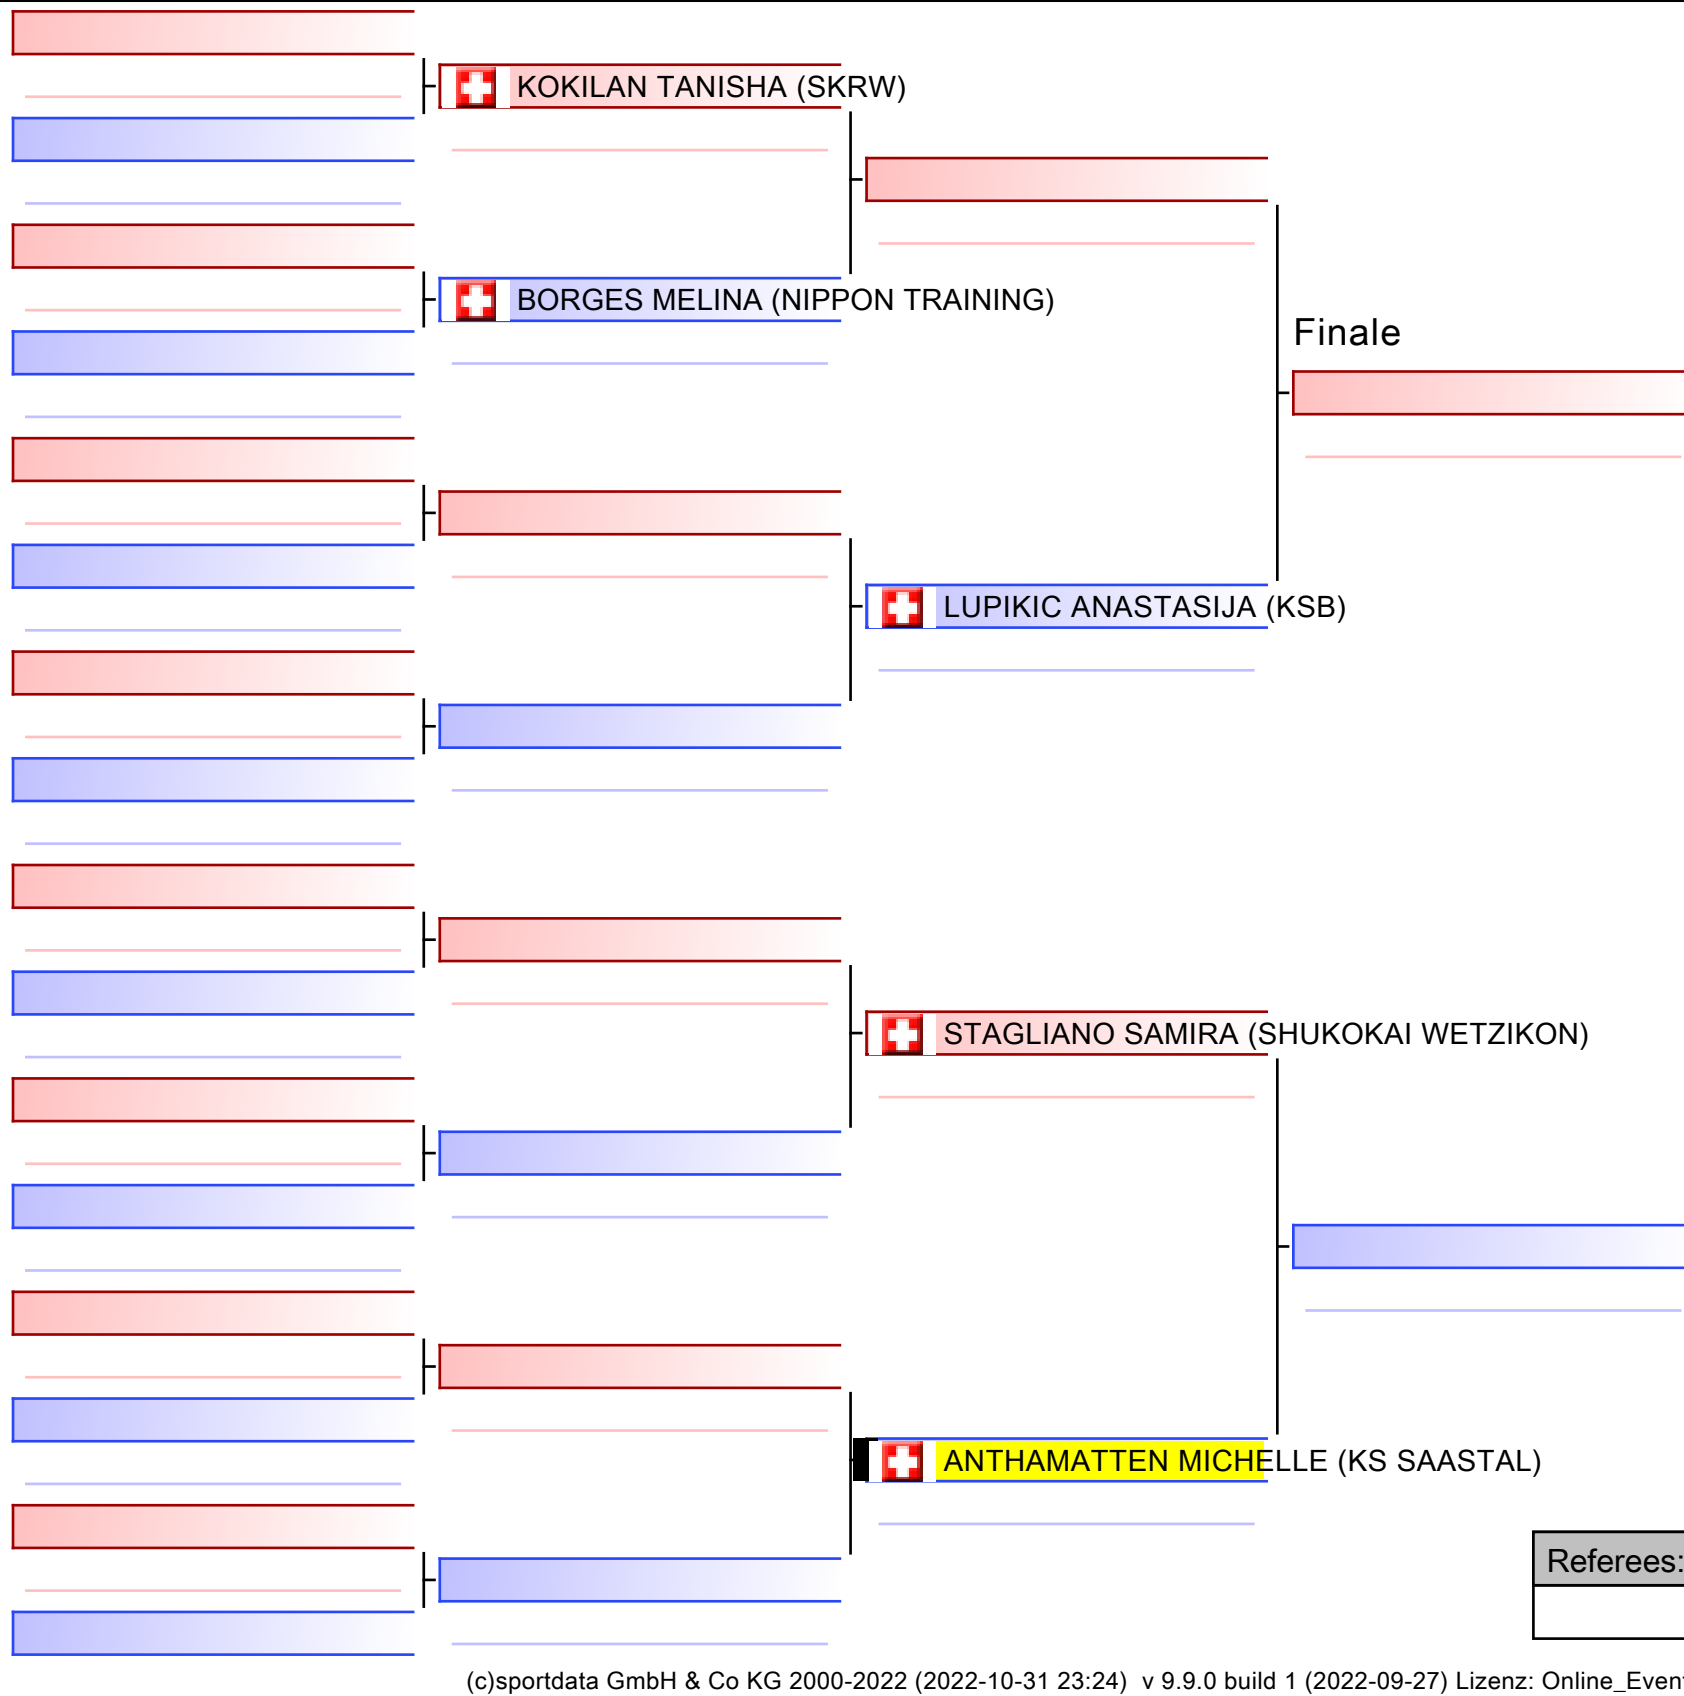 KOKILAN TANISHA (SKRW)
BORGES MELINA (NIPPON TRAINING)
Finale
LUPIKIC ANASTASIJA (KSB)
STAGLIANO SAMIRA (SHUKOKAI WETZIKON)
ANTHAMATTEN MICHELLE (KS SAASTAL)
Referees:
(c)sportdata GmbH & Co KG 2000-2022 (2022-10-31 23:24) v 9.9.0 build 1 (2022-09-27) Lizenz: Online_Event